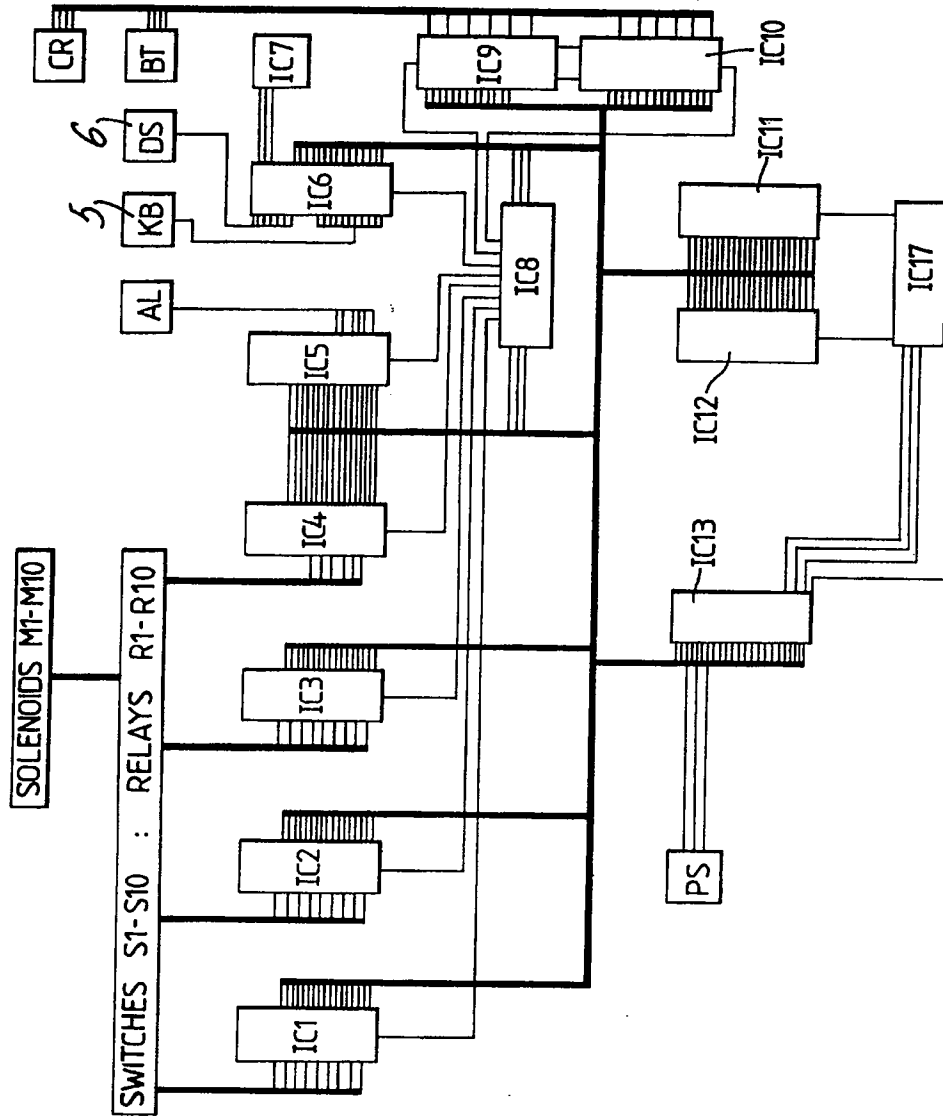 SOLENOIDS M1-M10
SWITCHES S1-S10 : RELAYS R1-R10
IC1
IC2
IC3
IC4
IC5
AL
5
KB
6
DS
BT
CR
IC6
IC7
IC8
IC9
IC10
PS
IC13
IC12
IC11
IC17